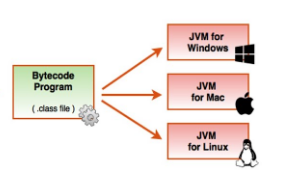 Bytecode
Program
( .class file )
JVM for
Windows
JVM
for Mac
JVM
for Linux